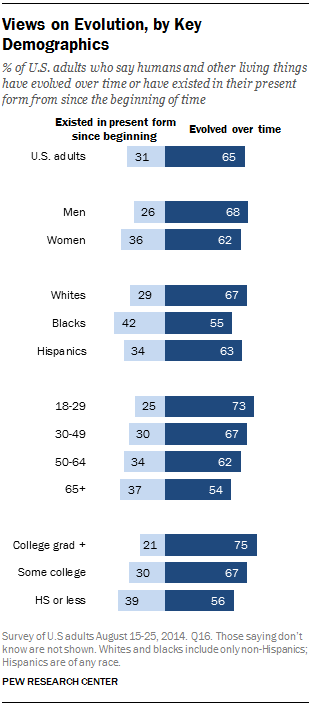 Views on Evolution, by Key
Demographics
% of U.S. adults who say humans and other living things
have evolved over time or have existed in their present
form from since the beginning of time
Existed in present form
since beginning
Evolved over time
U.S. adults 31 65
Men 26 68
Women 36 62
Whites 29 67
Blacks 42 55
Hispanics 34 63
18-29 25 73
30-49 30 67
50-64 34 62
65+ 37 54
College grad + 21 75
Some college 30 67
HS or less 39 56
Survey of U.S adults August 15-25, 2014. Q16. Those saying don't
know are not shown. Whites and blacks include only non-Hispanics;
Hispanics are of any race.
PEW RESEARCH CENTER